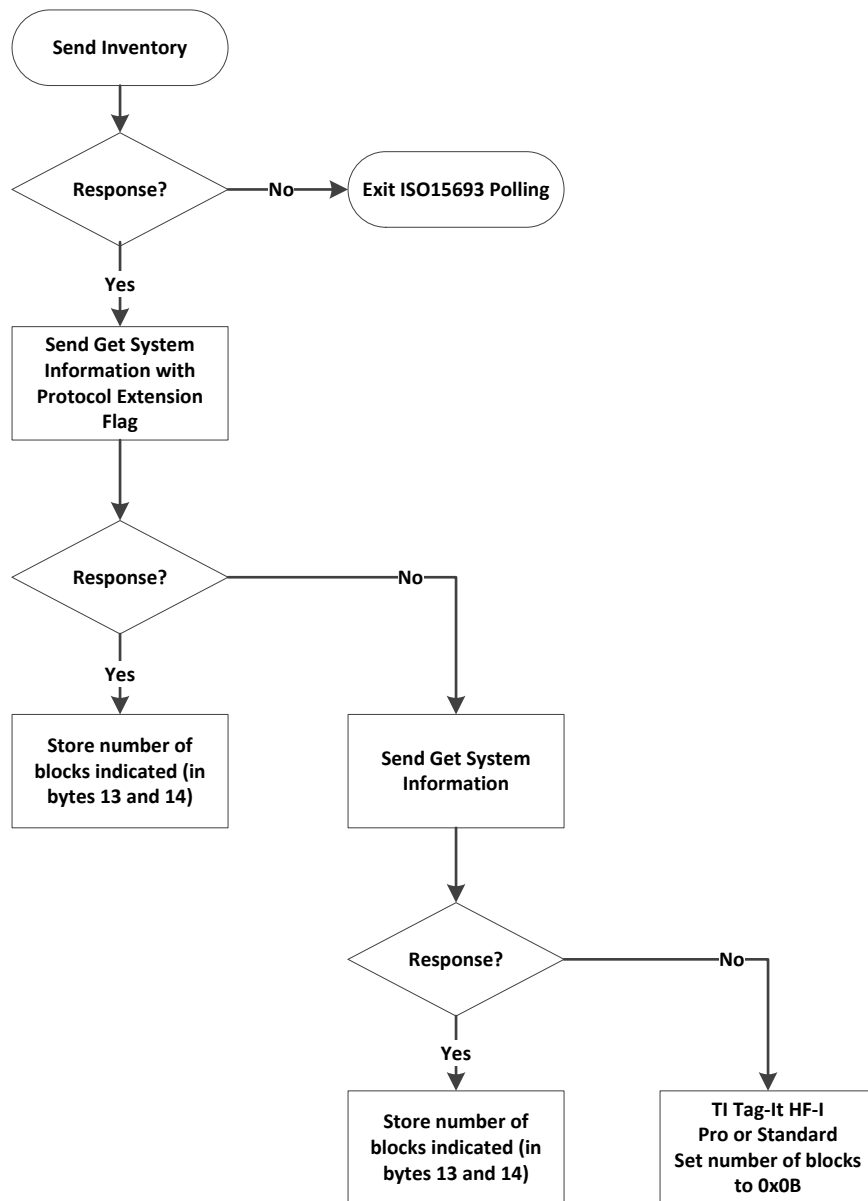 Send Inventory
Response?
No
Exit ISO15693 Polling
Yes
Send Get System
Information with
Protocol Extension
Flag
Response?
No
Yes
Store number of
blocks indicated (in
bytes 13 and 14)
Send Get System
Information
Response?
No
Yes
Store number of
blocks indicated (in
bytes 13 and 14)
TI Tag-It HF-I
Pro or Standard
Set number of blocks
to 0x0B